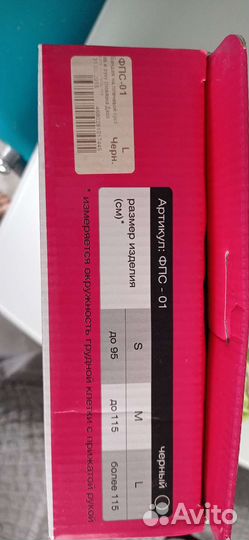 ФПС-01
L
Черн.
Артикул: ФПС - 01
черный
размер изделия
(см)*
S
M
L
до 95
до 115
более 115
* измеряется окружность грудной клетки с прижатой рукой
Avito